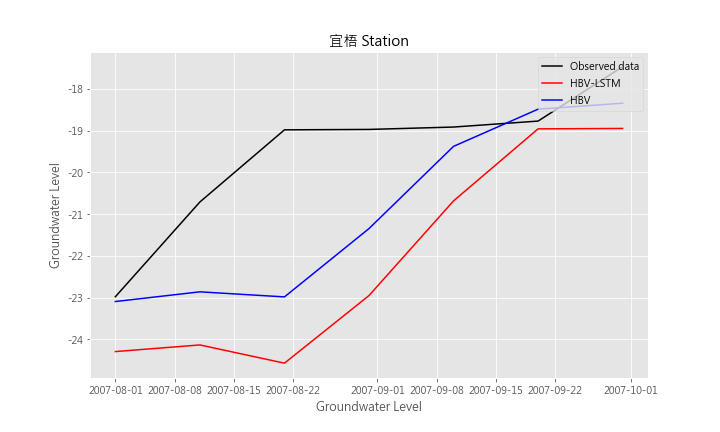 宜梧 Station
Observed data
HBV-LSTM
HBV
Groundwater Level
-18
-19
-20
-21
-22
-23
-24
2007-08-01 2007-08-08 2007-08-15 2007-08-22 2007-09-01 2007-09-08 2007-09-15 2007-09-22 2007-10-01
Groundwater Level